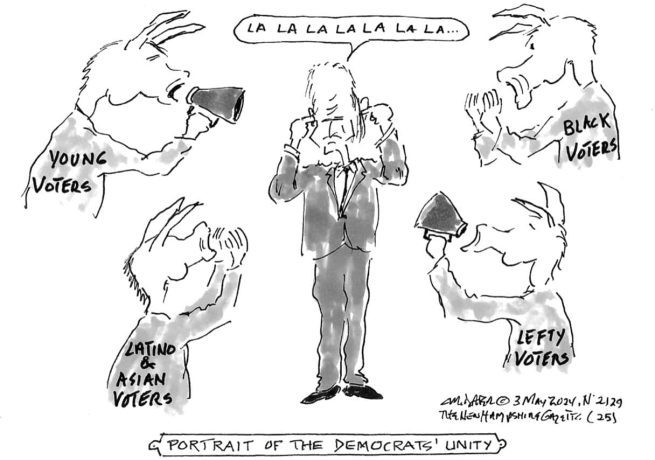 LA LA LA LA LA LA LA...
YOUNG
VOTERS
BLACK
VOTERS
LATINO
&
ASIAN
VOTERS
LEFTY
VOTERS
© 3 MAY 2024, Nº 2129
THE NEW HAMPSHIRE GAZETTE. (25)
PORTRAIT OF THE DEMOCRATS' UNITY